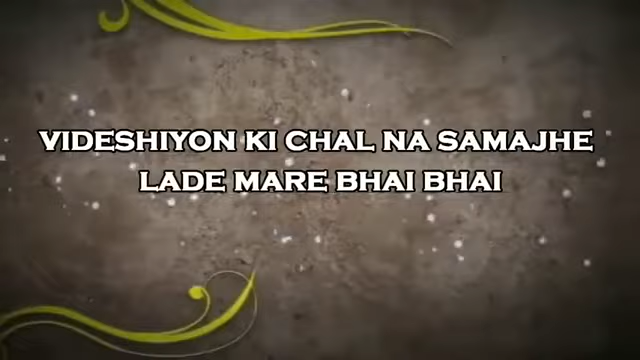 VIDESHIYON KI CHAL NA SAMAJHE
LADE MARE BHAI BHAI